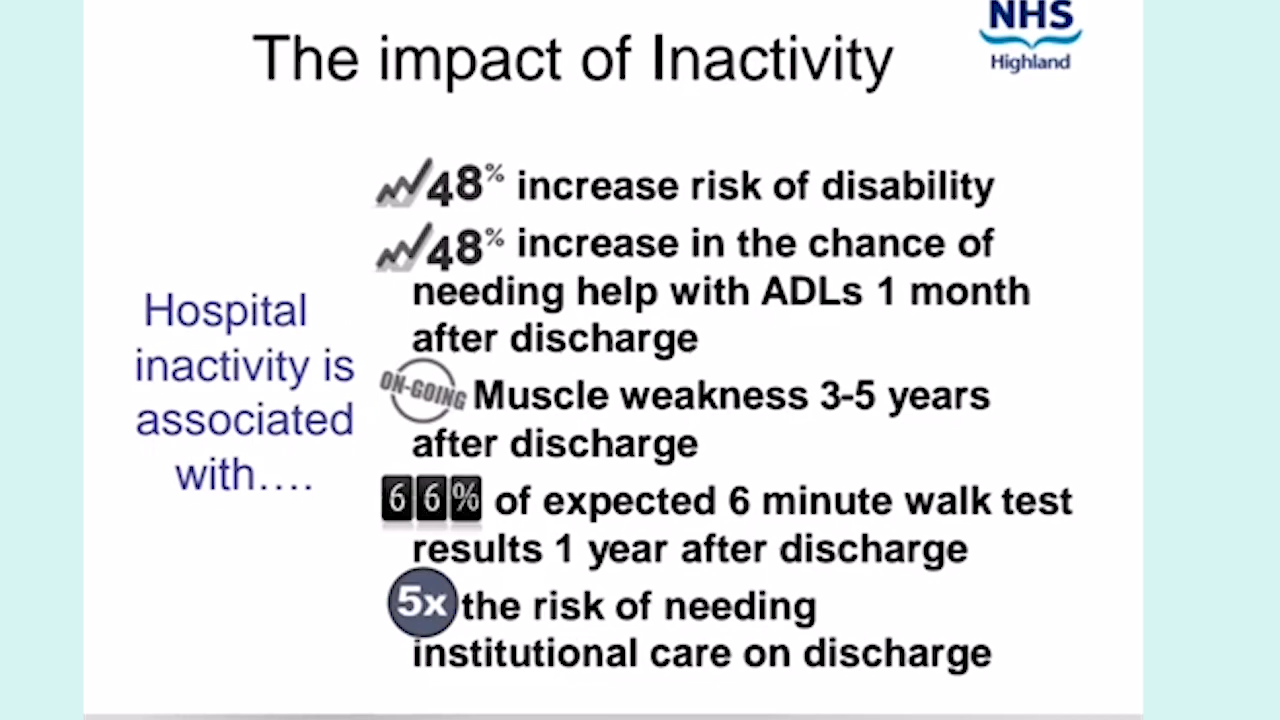 NHS
Highland
The impact of Inactivity
Hospital
inactivity is
associated
with....
48% increase risk of disability
48% increase in the chance of
needing help with ADLs 1 month
after discharge
ON-GOING Muscle weakness 3-5 years
after discharge
66% of expected 6 minute walk test
results 1 year after discharge
5x the risk of needing
institutional care on discharge